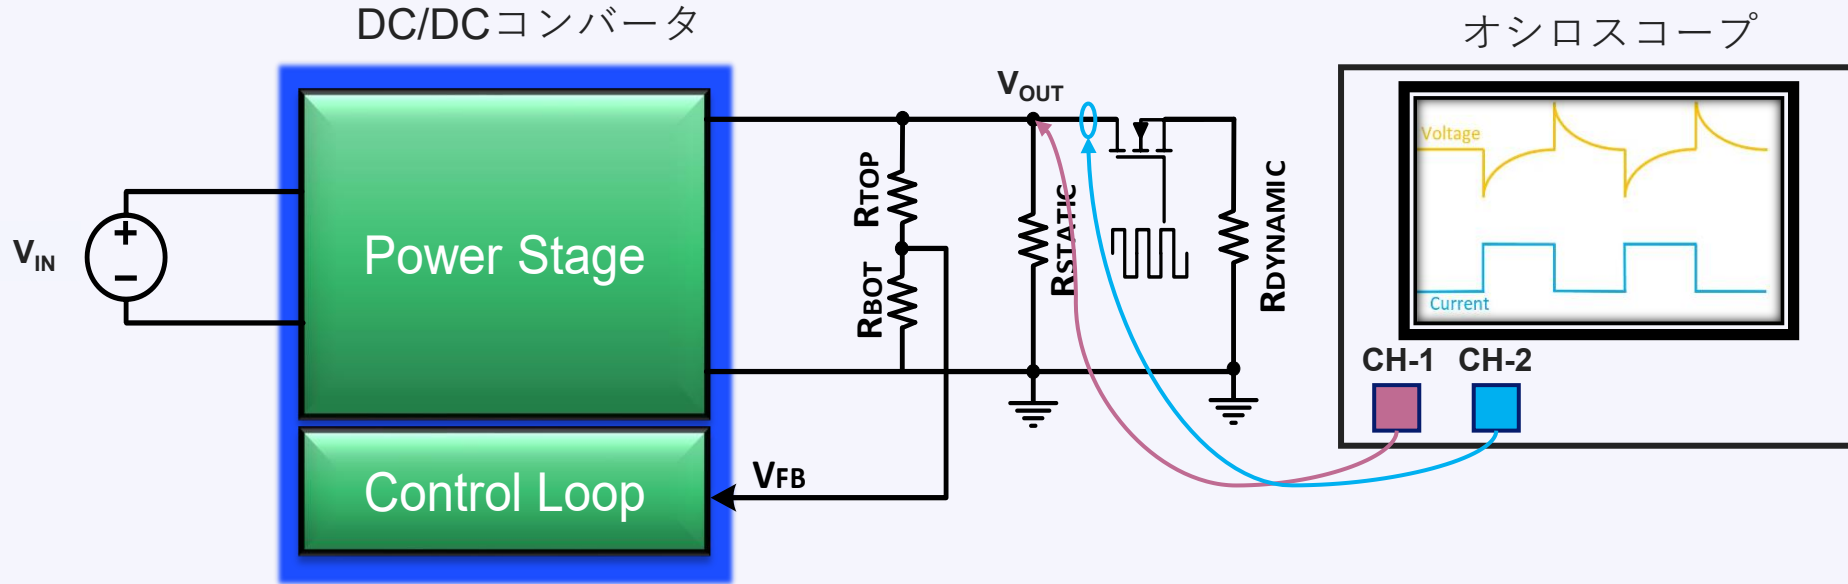 DC/DCコンバータ
オシロスコープ
VOUT
Voltage
RTOP
RSTATIC
RDYNAMIC
Power Stage
+
−
VIN
RBOT
Current
CH-1 CH-2
VFB
Control Loop